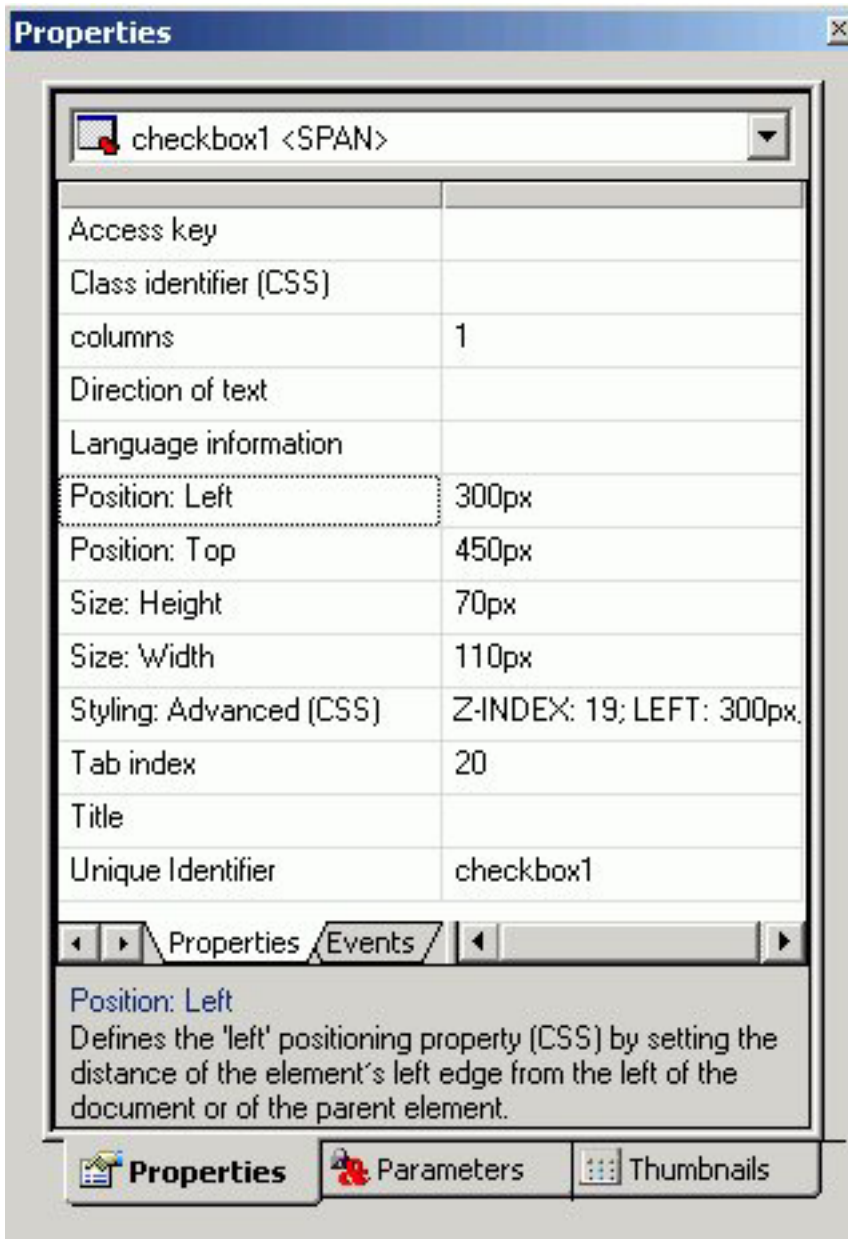 Properties
checkbox1 <SPAN>
Access key
Class identifier (CSS)
columns 1
Direction of text
Language information
Position: Left 300px
Position: Top 450px
Size: Height 70px
Size: Width 110px
Styling: Advanced (CSS) Z-INDEX: 19; LEFT: 300px,
Tab index 20
Title
Unique Identifier checkbox1
Properties Events
Position: Left
Defines the 'left' positioning property (CSS) by setting the
distance of the element´s left edge from the left of the
document or of the parent element.
Properties Parameters Thumbnails